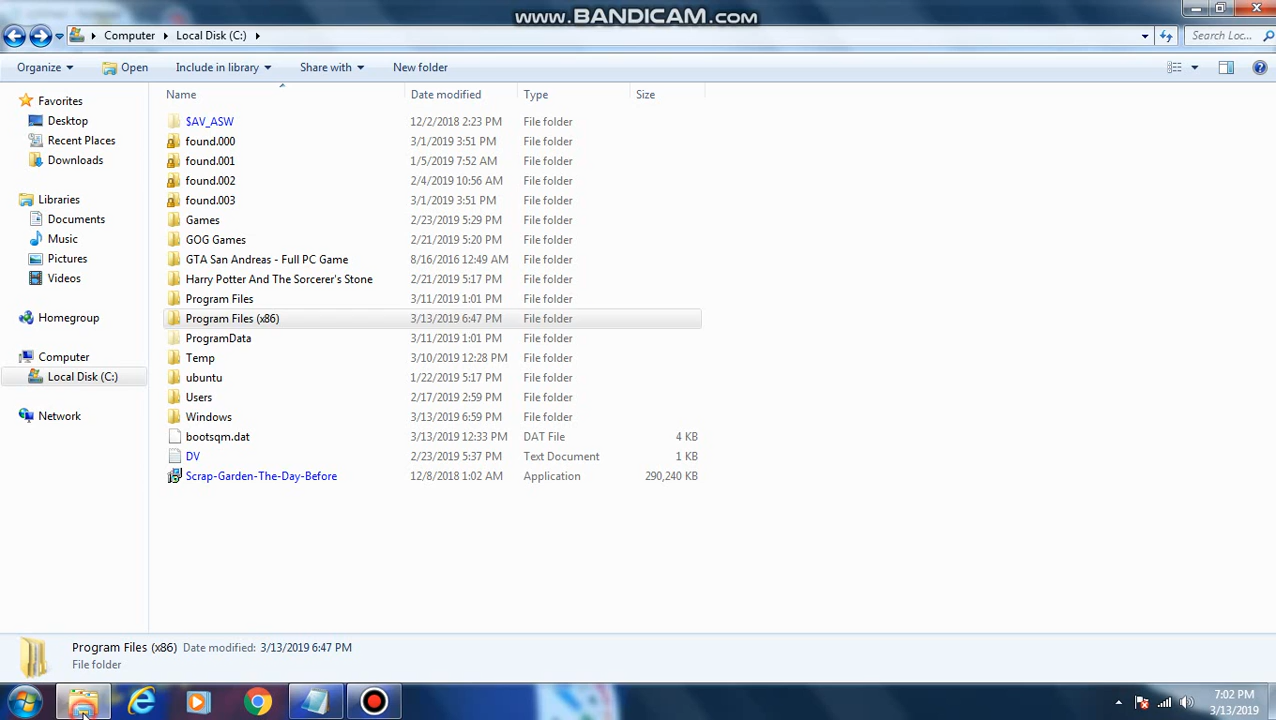 www.BANDICAM.com
Computer Local Disk (C:) Search Loc...
Organize Open Include in library Share with New folder
Name Date modified Type Size
Favorites
Desktop
Recent Places
Downloads
Libraries
Documents
Music
Pictures
Videos
Homegroup
Computer
Local Disk (C:)
Network
$AV_ASW 12/2/2018 2:23 PM File folder
found.000 3/1/2019 3:51 PM File folder
found.001 1/5/2019 7:52 AM File folder
found.002 2/4/2019 10:56 AM File folder
found.003 3/1/2019 3:51 PM File folder
Games 2/23/2019 5:29 PM File folder
GOG Games 2/21/2019 5:20 PM File folder
GTA San Andreas - Full PC Game 8/16/2016 12:49 AM File folder
Harry Potter And The Sorcerer's Stone 2/21/2019 5:17 PM File folder
Program Files 3/11/2019 1:01 PM File folder
Program Files (x86) 3/13/2019 6:47 PM File folder
ProgramData 3/11/2019 1:01 PM File folder
Temp 3/10/2019 12:28 PM File folder
ubuntu 1/22/2019 5:17 PM File folder
Users 2/17/2019 2:59 PM File folder
Windows 3/13/2019 6:59 PM File folder
bootsqm.dat 3/13/2019 12:33 PM DAT File 4 KB
DV 2/23/2019 5:37 PM Text Document 1 KB
Scrap-Garden-The-Day-Before 12/8/2018 1:02 AM Application 290,240 KB
Program Files (x86) Date modified: 3/13/2019 6:47 PM
File folder
7:02 PM
3/13/2019